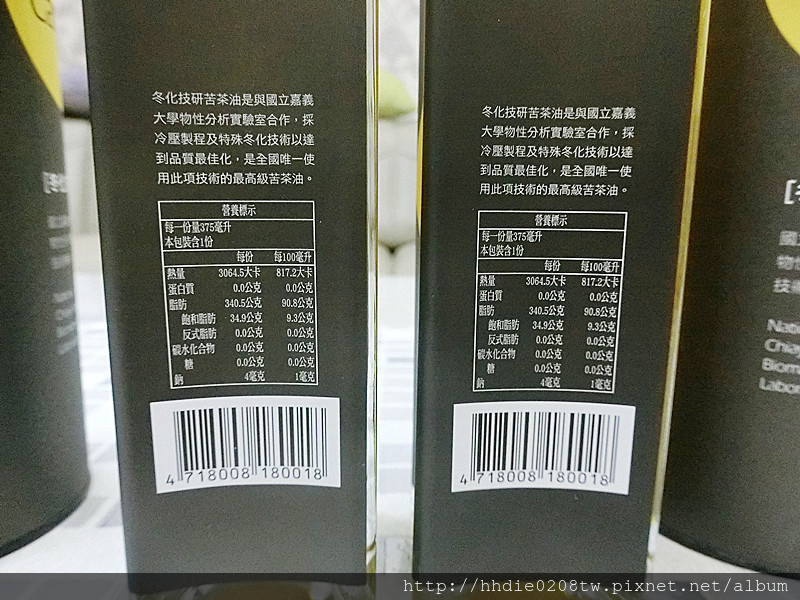 冬化技研苦茶油是與國立嘉義
大學物性分析實驗室合作，採
冷壓製程及特殊冬化技術以達
到品質最佳化，是全國唯一使
用此項技術的最高級苦茶油。
營養標示
每一份量375毫升
本包裝含1份
每份 每100毫升
熱量 3064.5大卡 817.2大卡
蛋白質 0.0公克 0.0公克
脂肪 340.5公克 90.8公克
飽和脂肪 34.9公克 9.3公克
反式脂肪 0.0公克 0.0公克
碳水化合物 0.0公克 0.0公克
糖 0.0公克 0.0公克
鈉 4毫克 1毫克
4 718008 180018
冬化技研苦茶油是與國立嘉義
大學物性分析實驗室合作，採
冷壓製程及特殊冬化技術以達
到品質最佳化，是全國唯一使
用此項技術的最高級苦茶油。
營養標示
每一份量375毫升
本包裝含1份
每份 每100毫升
熱量 3064.5大卡 817.2大卡
蛋白質 0.0公克 0.0公克
脂肪 340.5公克 90.8公克
飽和脂肪 34.9公克 9.3公克
反式脂肪 0.0公克 0.0公克
碳水化合物 0.0公克 0.0公克
糖 0.0公克 0.0公克
鈉 4毫克 1毫克
4 718008 180018
國
物性
技術
Natio
Chiay
Biom
Labor
http://hhdie0208tw.pixnet.net/album